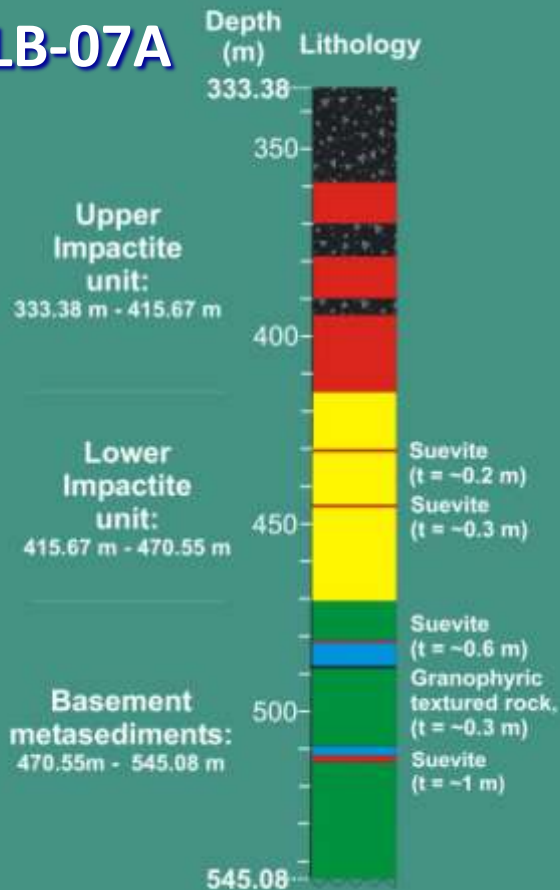 LB-07A
Depth
(m)
Lithology
333.38
350
400
450
500
545.08
Upper
Impactite
unit:
333.38 m - 415.67 m
Lower
Impactite
unit:
415.67 m - 470.55 m
Basement
metasediments:
470.55m - 545.08 m
Suevite
(t = ~0.2 m)
Suevite
(t = ~0.3 m)
Suevite
(t = ~0.6 m)
Granophyric
textured rock,
(t = ~0.3 m)
Suevite
(t = ~1 m)